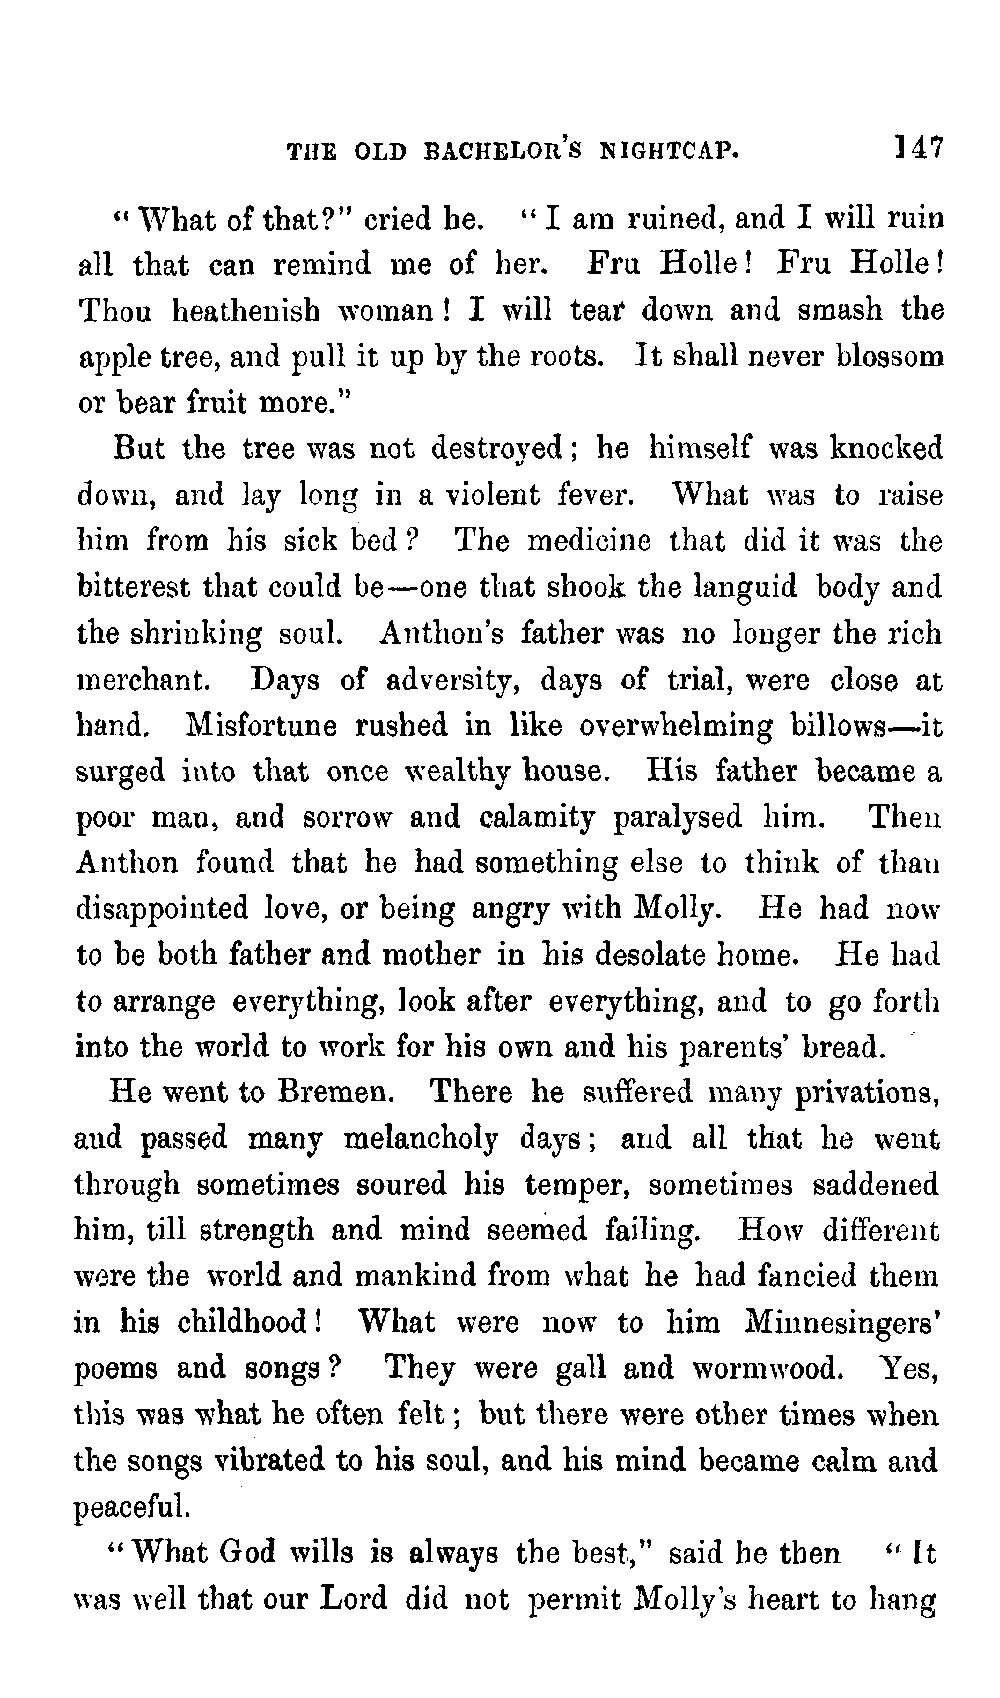 THE OLD BACHELOR'S NIGHTCAP. 147
"What of that?" cried he. "I am ruined, and I will ruin
all that can remind me of her. Fru Holle! Fru Holle!
Thou heathenish woman! I will tear down and smash the
apple tree, and pull it up by the roots. It shall never blossom
or bear fruit more."
But the tree was not destroyed; he himself was knocked
down, and lay long in a violent fever. What was to raise
him from his sick bed? The medicine that did it was the
bitterest that could be—one that shook the languid body and
the shrinking soul. Anthon's father was no longer the rich
merchant. Days of adversity, days of trial, were close at
hand. Misfortune rushed in like overwhelming billows—it
surged into that once wealthy house. His father became a
poor man, and sorrow and calamity paralysed him. Then
Anthon found that he had something else to think of than
disappointed love, or being angry with Molly. He had now
to be both father and mother in his desolate home. He had
to arrange everything, look after everything, and to go forth
into the world to work for his own and his parents' bread.
He went to Bremen. There he suffered many privations,
and passed many melancholy days; and all that he went
through sometimes soured his temper, sometimes saddened
him, till strength and mind seemed failing. How different
were the world and mankind from what he had fancied them
in his childhood! What were now to him Minnesingers'
poems and songs? They were gall and wormwood. Yes,
this was what he often felt; but there were other times when
the songs vibrated to his soul, and his mind became calm and
peaceful.
"What God wills is always the best," said he then "It
was well that our Lord did not permit Molly's heart to hang